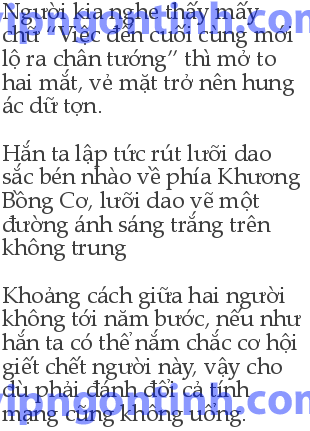 Người kia nghe thấy mấy
chữ “Việc đến cuối cùng mới
lộ ra chân tướng” thì mở to
hai mắt, vẻ mặt trở nên hung
ác dữ tợn.
Hắn ta lập tức rút lưỡi dao
sắc bén nhào về phía Khương
Bồng Cơ, lưỡi dao vẽ một
đường ánh sáng trắng trên
không trung
Khoảng cách giữa hai người
không tới năm bước, nếu như
hắn ta có thể nắm chắc cơ hội
giết chết người này, vậy cho
dù phải đánh đổi cả tính
mạng cũng không uổng.
vipngontinh.com
vipngontinh.com